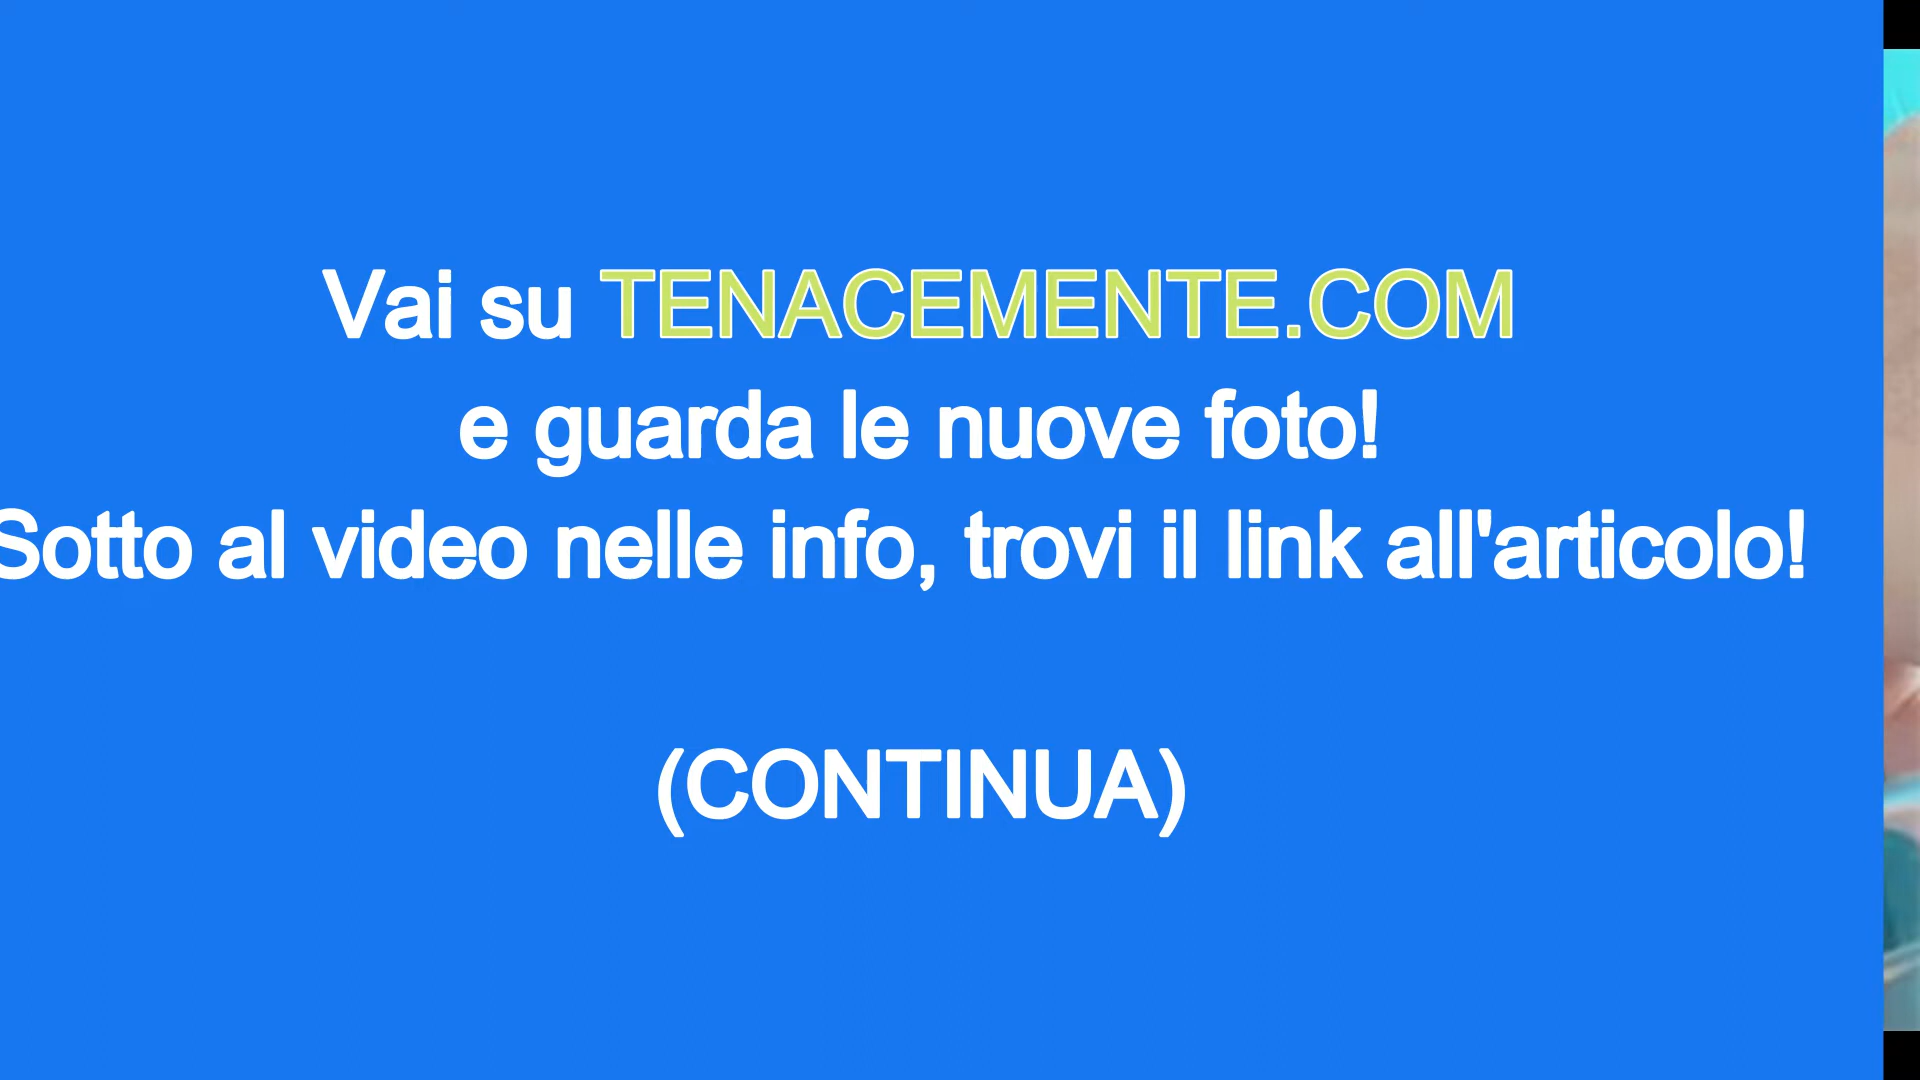 Vai su TENACEMENTE.COM
e guarda le nuove foto!
Sotto al video nelle info, trovi il link all'articolo!
(CONTINUA)